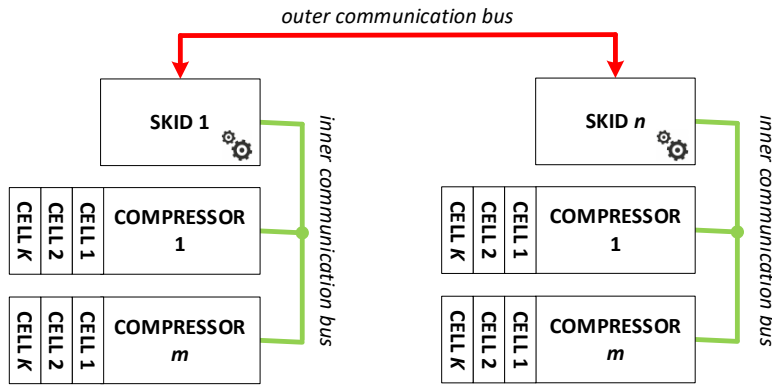 outer communication bus
SKID 1
inner communication bus
CELL K
CELL 2
CELL 1
COMPRESSOR
1
CELL K
CELL 2
CELL 1
COMPRESSOR
m
SKID n
inner communication bus
CELL K
CELL 2
CELL 1
COMPRESSOR
1
CELL K
CELL 2
CELL 1
COMPRESSOR
m